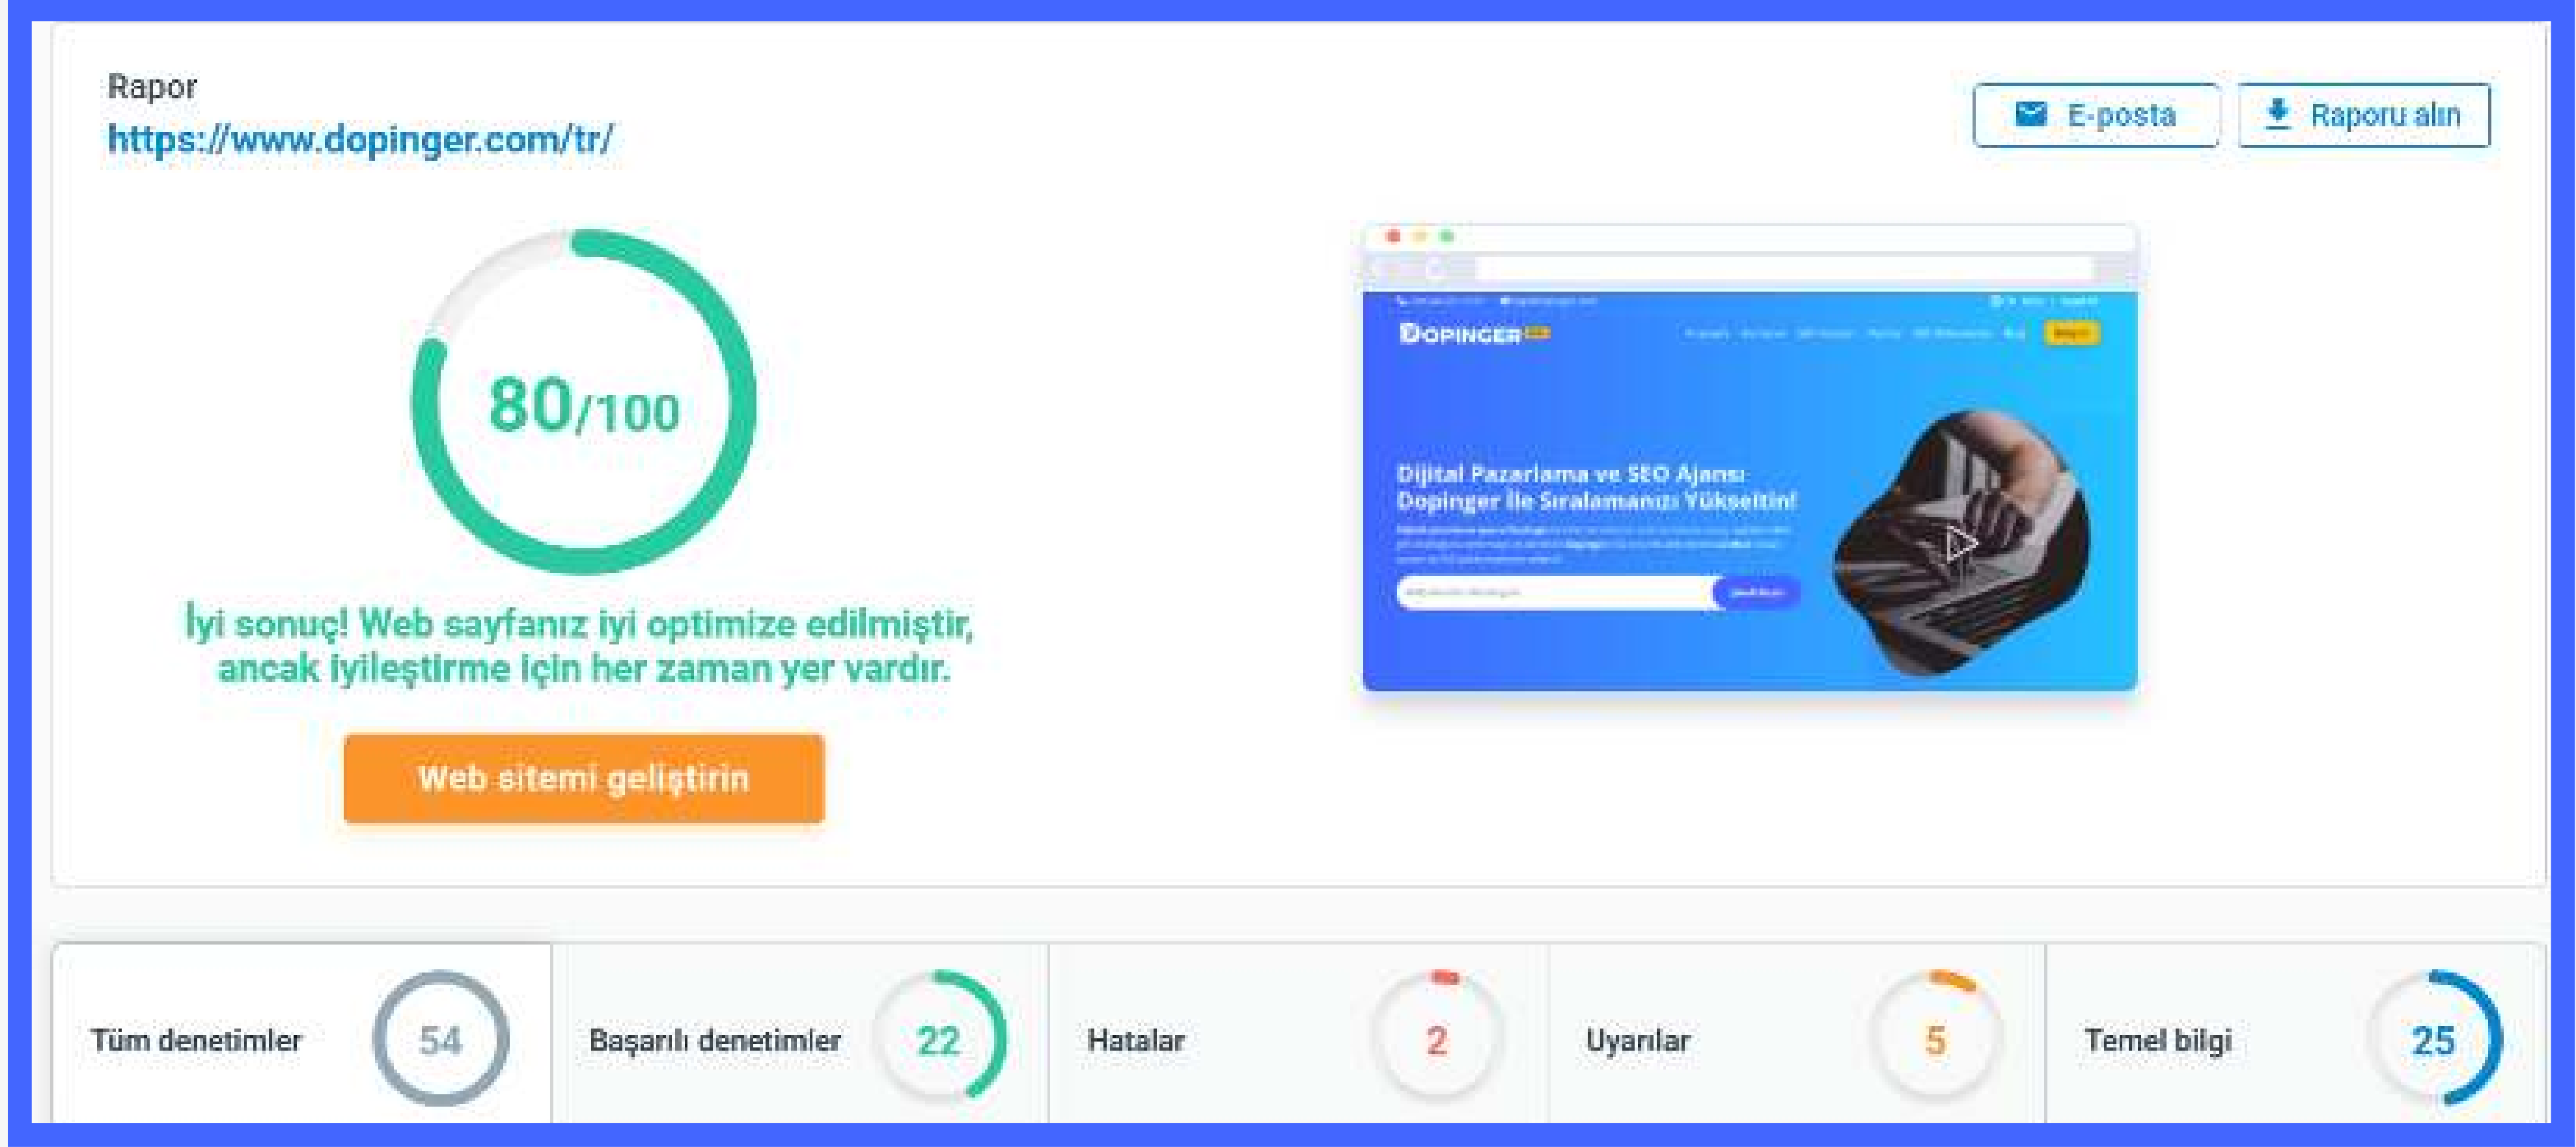 Rapor
https://www.dopinger.com/tr/
E-posta
Raporu alın
80/100
İyi sonuç! Web sayfanız iyi optimize edilmiştir,
ancak iyileştirme için her zaman yer vardır.
Web sitemi geliştirin
DOPINGER
Dijital Pazarlama ve SEO Ajansı
Dopinger İle Sıralamanızı Yükseltin!
Tüm denetimler 54
Başarılı denetimler 22
Hatalar 2
Uyarılar 5
Temel bilgi 25